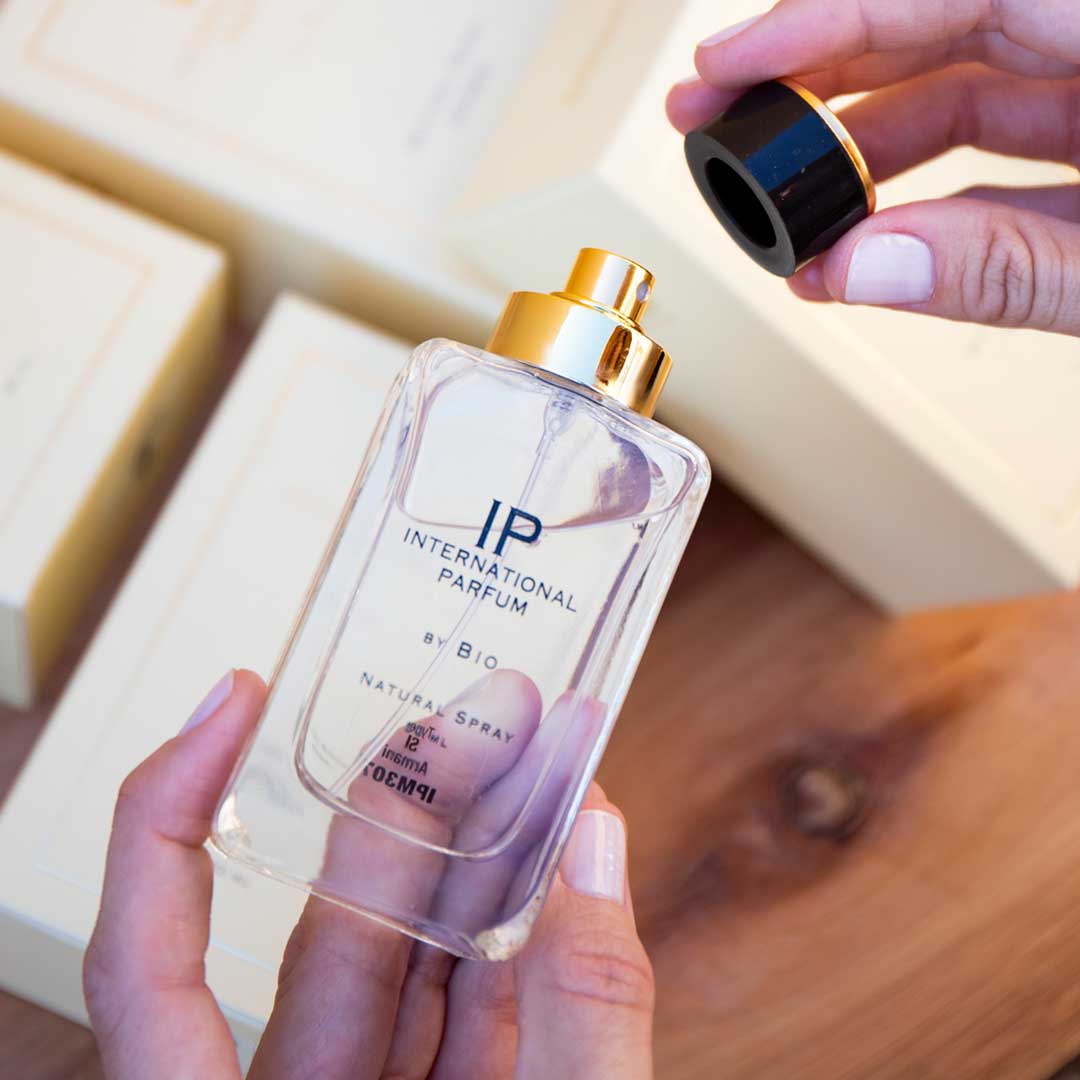 IP
INTERNATIONAL
PARFUM
BY BIO
NATURAL SPRAY
SI
Armani
IPM307